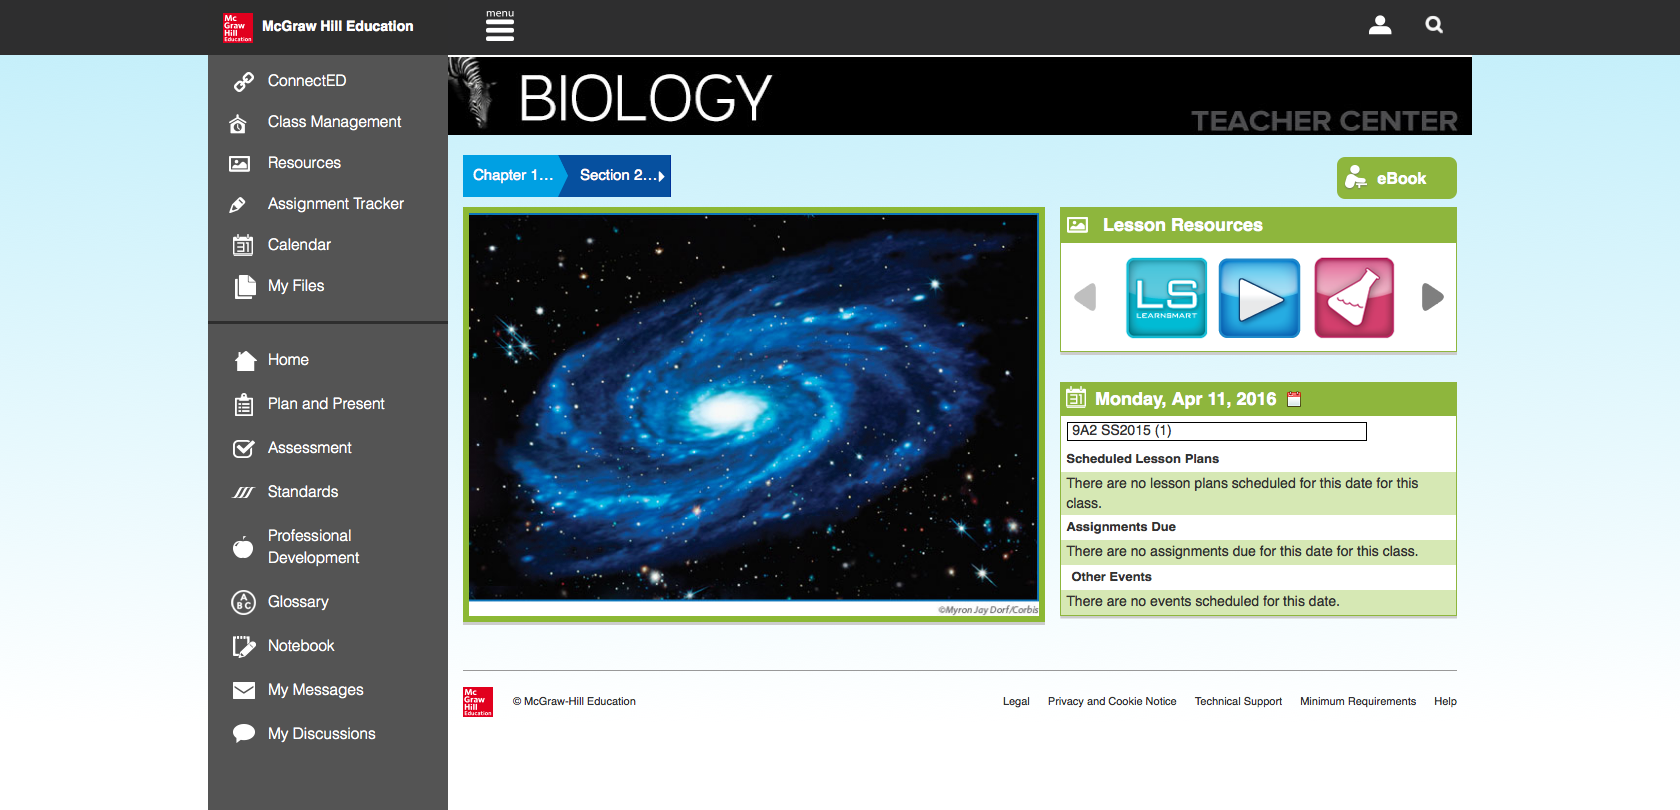 Mc
Graw
Hill
Education
McGraw Hill Education
menu
ConnectED
Class Management
Resources
Assignment Tracker
31
Calendar
My Files
Home
Plan and Present
Assessment
Standards
Professional
Development
A
B C
Glossary
Notebook
My Messages
My Discussions
BIOLOGY
TEACHER CENTER
Chapter 1...
Section 2...
eBook
©Myron Jay Dorf/Corbis
Lesson Resources
LS
LEARNSMART
31
Monday, Apr 11, 2016
9A2 SS2015 (1)
Scheduled Lesson Plans
There are no lesson plans scheduled for this date for this
class.
Assignments Due
There are no assignments due for this date for this class.
Other Events
There are no events scheduled for this date.
Mc
Graw
Hill
Education
© McGraw-Hill Education
Legal
Privacy and Cookie Notice
Technical Support
Minimum Requirements
Help